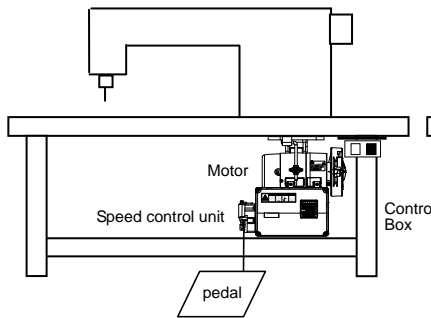 Motor
Speed control unit
Contro
Box
pedal